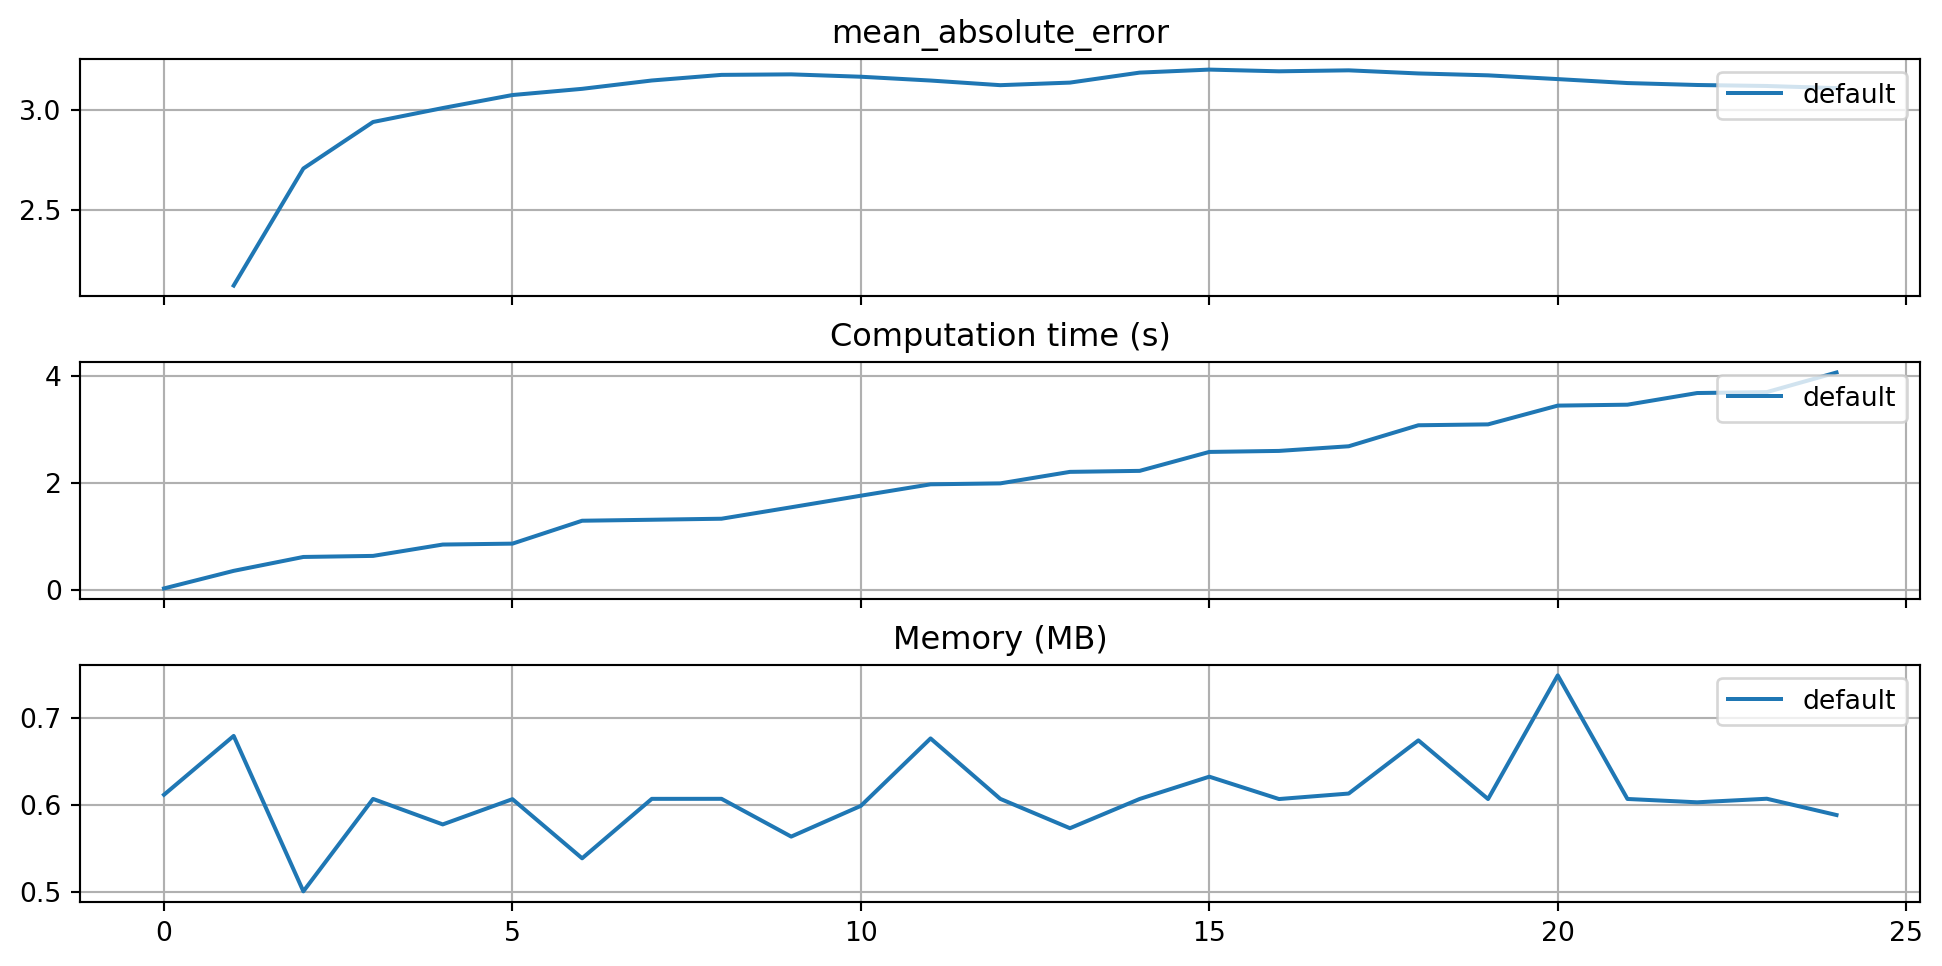 mean_absolute_error
3.0
2.5
default
Computation time (s)
4
2
0
default
Memory (MB)
0.7
0.6
0.5
default
0 5 10 15 20 25